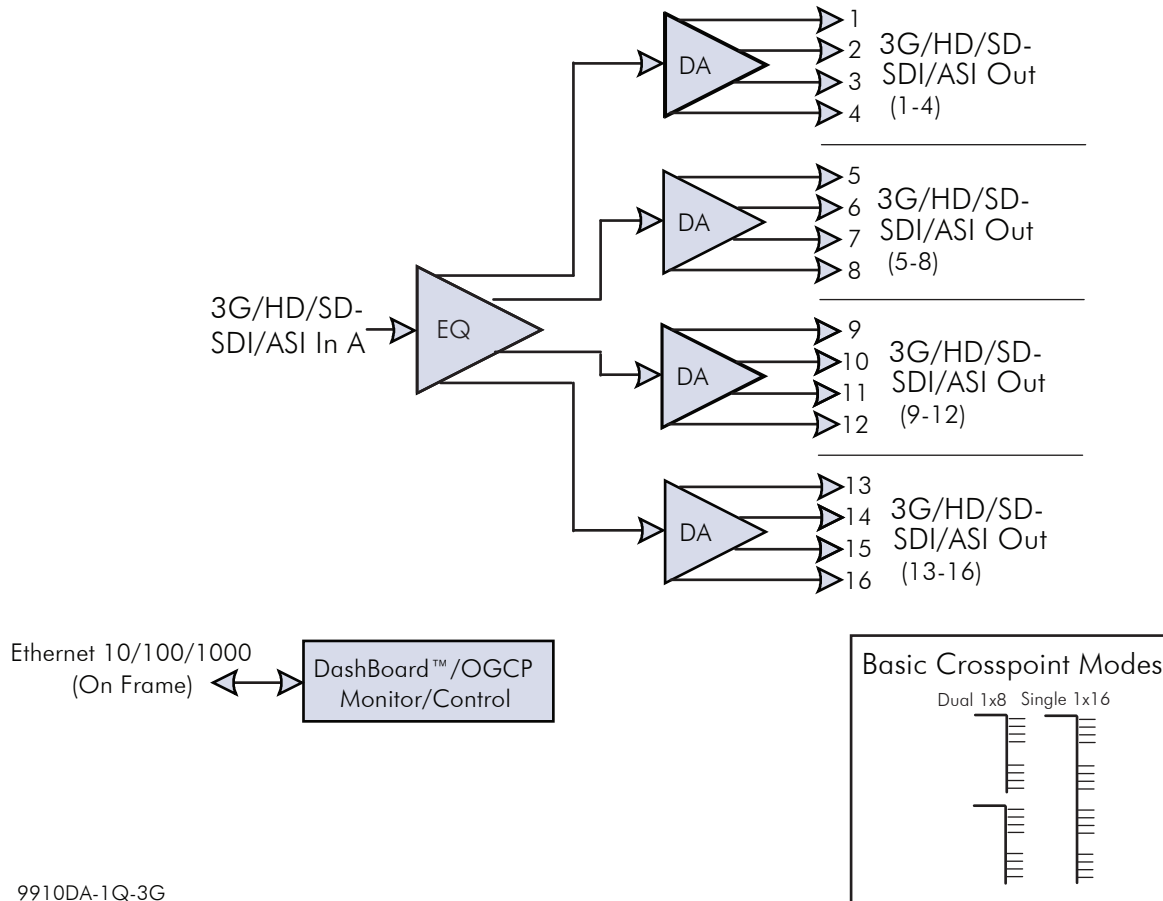 DA
1
2
3
4
3G/HD/SD-
SDI/ASI Out
(1-4)
DA
5
6
7
8
3G/HD/SD-
SDI/ASI Out
(5-8)
3G/HD/SD-
SDI/ASI In A
EQ
DA
9
10
11
12
3G/HD/SD-
SDI/ASI Out
(9-12)
DA
13
14
15
16
3G/HD/SD-
SDI/ASI Out
(13-16)
Ethernet 10/100/1000
(On Frame)
DashBoard™/OGCP
Monitor/Control
Basic Crosspoint Modes
Dual 1x8 Single 1x16
9910DA-1Q-3G